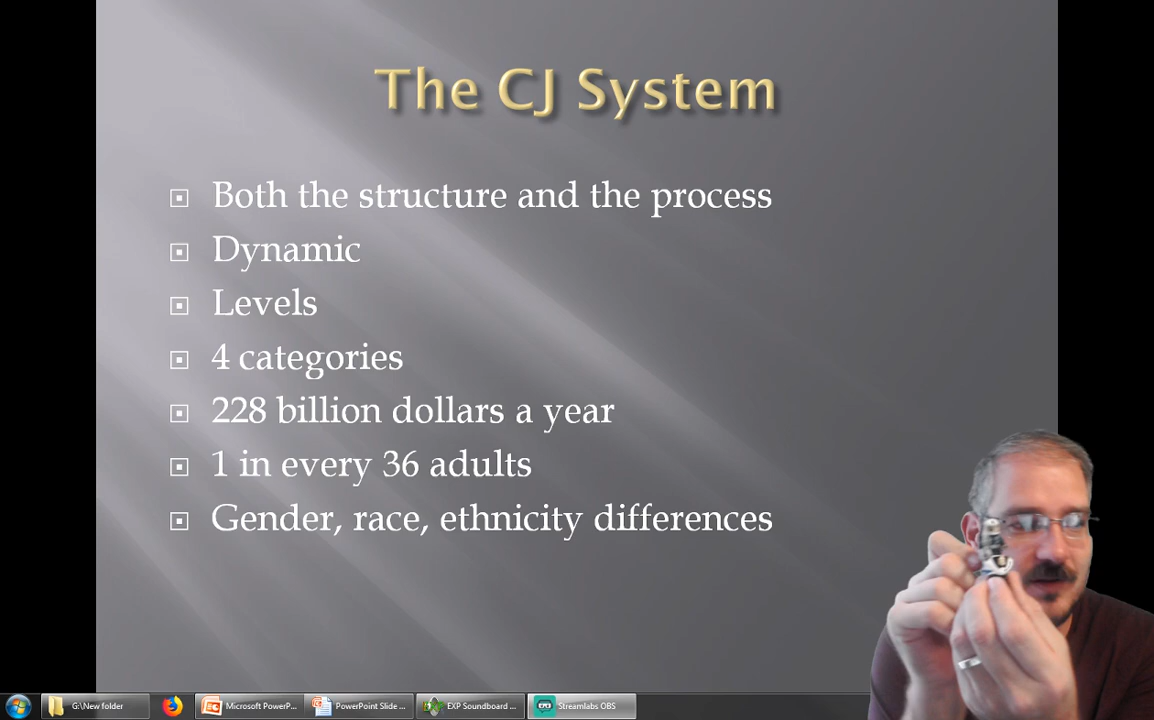 The CJ System
Both the structure and the process
Dynamic
Levels
4 categories
228 billion dollars a year
1 in every 36 adults
Gender, race, ethnicity differences
G:\New folder
Microsoft PowerP...
PowerPoint Slide ...
EXP Soundboard ...
Streamlabs OBS